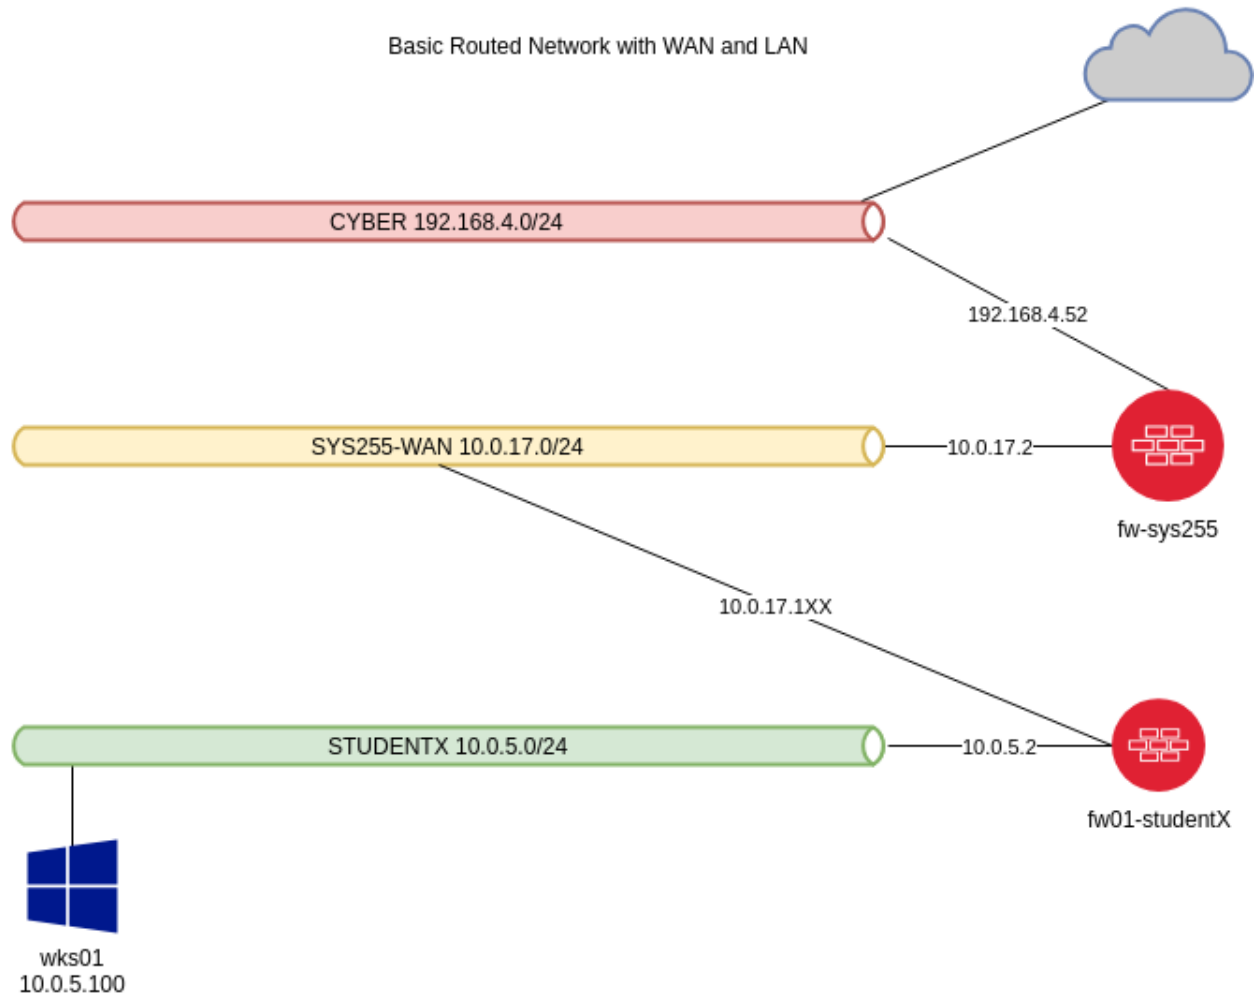 Basic Routed Network with WAN and LAN
CYBER 192.168.4.0/24
192.168.4.52
SYS255-WAN 10.0.17.0/24
10.0.17.2
fw-sys255
10.0.17.1XX
STUDENTX 10.0.5.0/24
10.0.5.2
fw01-studentX
wks01
10.0.5.100